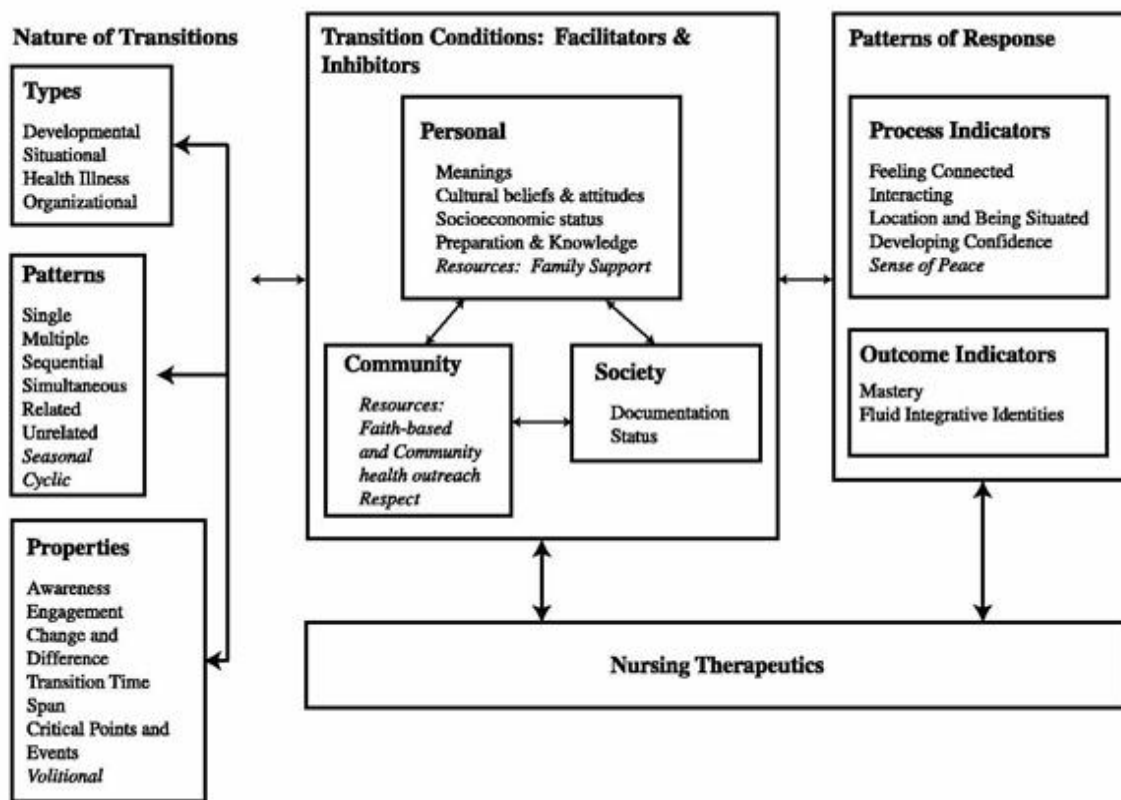 Nature of Transitions
Types
Developmental
Situational
Health Illness
Organizational
Patterns
Single
Multiple
Sequential
Simultaneous
Related
Unrelated
Seasonal
Cyclic
Properties
Awareness
Engagement
Change and
Difference
Transition Time
Span
Critical Points and
Events
Volitional
Transition Conditions: Facilitators &
Inhibitors
Personal
Meanings
Cultural beliefs & attitudes
Socioeconomic status
Preparation & Knowledge
Resources: Family Support
Community
Resources:
Faith-based
and Community
health outreach
Respect
Society
Documentation
Status
Patterns of Response
Process Indicators
Feeling Connected
Interacting
Location and Being Situated
Developing Confidence
Sense of Peace
Outcome Indicators
Mastery
Fluid Integrative Identities
Nursing Therapeutics